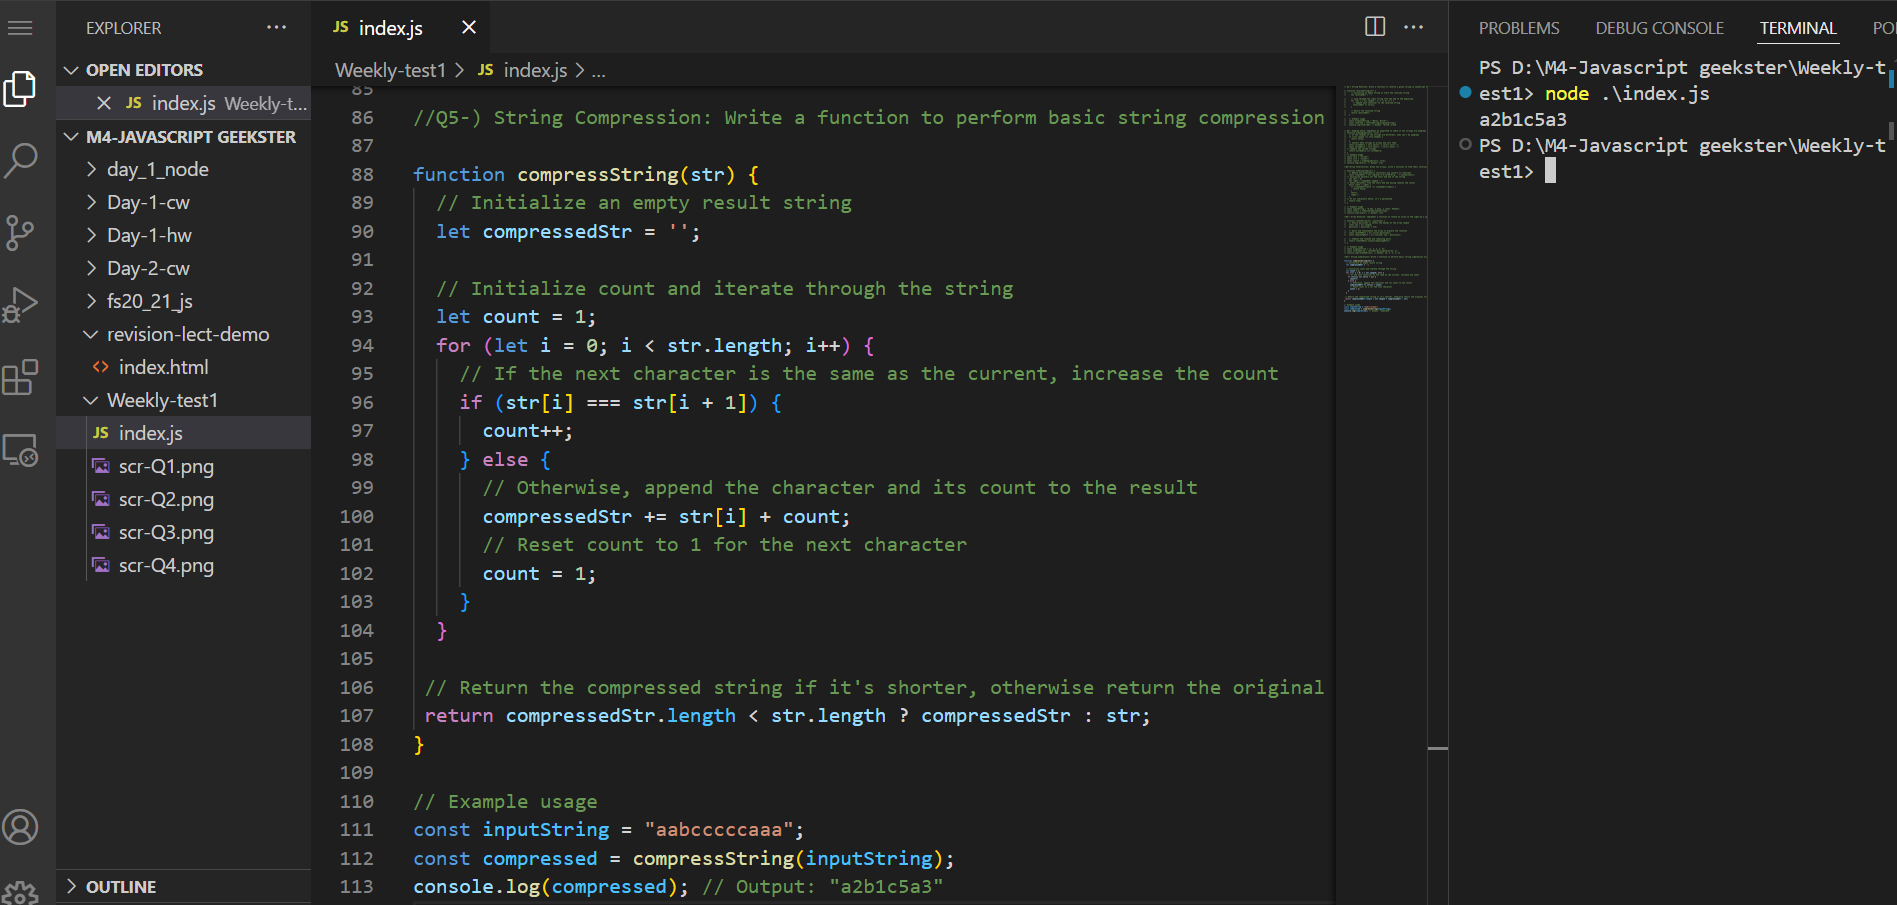 EXPLORER
OPEN EDITORS
JS index.js Weekly-t...
M4-JAVASCRIPT GEEKSTER
day_1_node
Day-1-cw
Day-1-hw
Day-2-cw
fs20_21_js
revision-lect-demo
index.html
Weekly-test1
JS index.js
scr-Q1.png
scr-Q2.png
scr-Q3.png
scr-Q4.png
OUTLINE
JS index.js
Weekly-test1 > JS index.js > ...
85
86 //Q5-) String Compression: Write a function to perform basic string compression
87
88 function compressString(str) {
89 // Initialize an empty result string
90 let compressedStr = '';
91
92 // Initialize count and iterate through the string
93 let count = 1;
94 for (let i = 0; i < str.length; i++) {
95 // If the next character is the same as the current, increase the count
96 if (str[i] === str[i + 1]) {
97 count++;
98 } else {
99 // Otherwise, append the character and its count to the result
100 compressedStr += str[i] + count;
101 // Reset count to 1 for the next character
102 count = 1;
103 }
104 }
105
106 // Return the compressed string if it's shorter, otherwise return the original
107 return compressedStr.length < str.length ? compressedStr : str;
108 }
109
110 // Example usage
111 const inputString = "aabcccccaaa";
112 const compressed = compressString(inputString);
113 console.log(compressed); // Output: "a2b1c5a3"
PROBLEMS DEBUG CONSOLE TERMINAL PO
PS D:\M4-Javascript geekster\Weekly-t
est1> node .\index.js
a2b1c5a3
PS D:\M4-Javascript geekster\Weekly-t
est1>